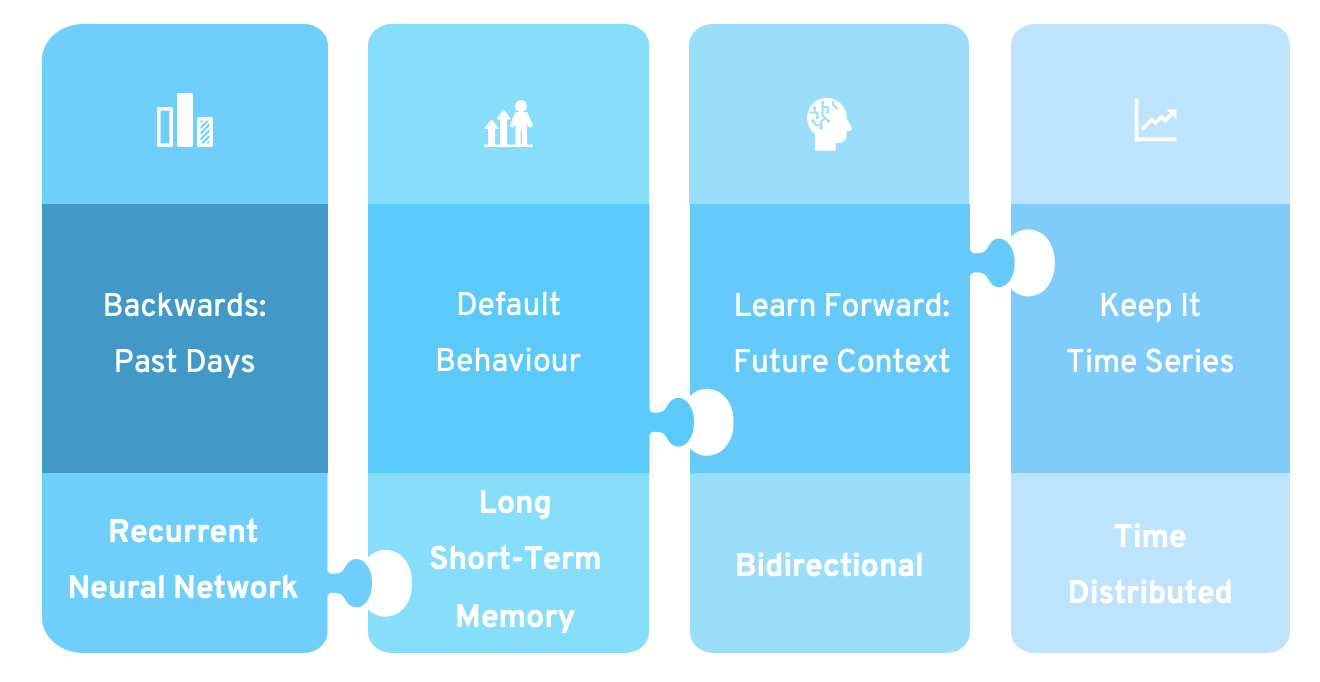 Backwards:
Past Days
Recurrent
Neural Network
Default
Behaviour
Long
Short-Term
Memory
Learn Forward:
Future Context
Bidirectional
Keep It
Time Series
Time
Distributed